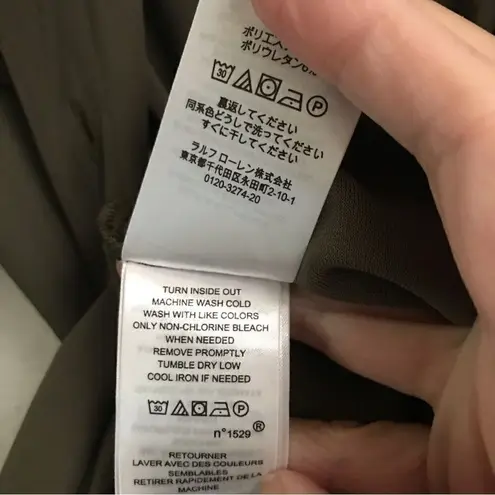 ポリエス
ポリウレタン
30 P
裏返してください
同系色どうしで洗ってください
すぐに干してください
ラルフ ローレン株式会社
東京都千代田区永田町2-10-1
0120-3274-20
TURN INSIDE OUT
MACHINE WASH COLD
WASH WITH LIKE COLORS
ONLY NON-CHLORINE BLEACH
WHEN NEEDED
REMOVE PROMPTLY
TUMBLE DRY LOW
COOL IRON IF NEEDED
30 P
n°1529 ®
RETOURNER
LAVER AVEC DES COULEURS
SEMBLABLES
RETIRER RAPIDEMENT DE LA
MACHINE